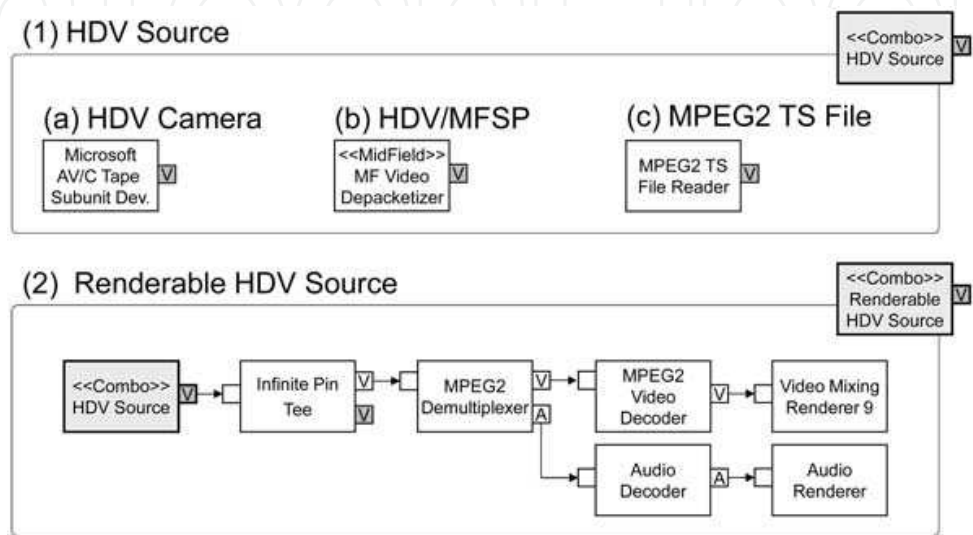 (1) HDV Source
<<Combo>>
HDV Source
V
(a) HDV Camera
Microsoft
AV/C Tape
Subunit Dev.
V
(b) HDV/MFSP
<<MidField>>
MF Video
Depacketizer
V
(c) MPEG2 TS File
MPEG2 TS
File Reader
V
(2) Renderable HDV Source
<<Combo>>
Renderable
HDV Source
V
<<Combo>>
HDV Source
V
Infinite Pin
Tee
V
V
MPEG2
Demultiplexer
V
A
MPEG2
Video
Decoder
V
Video Mixing
Renderer 9
Audio
Decoder
A
Audio
Renderer